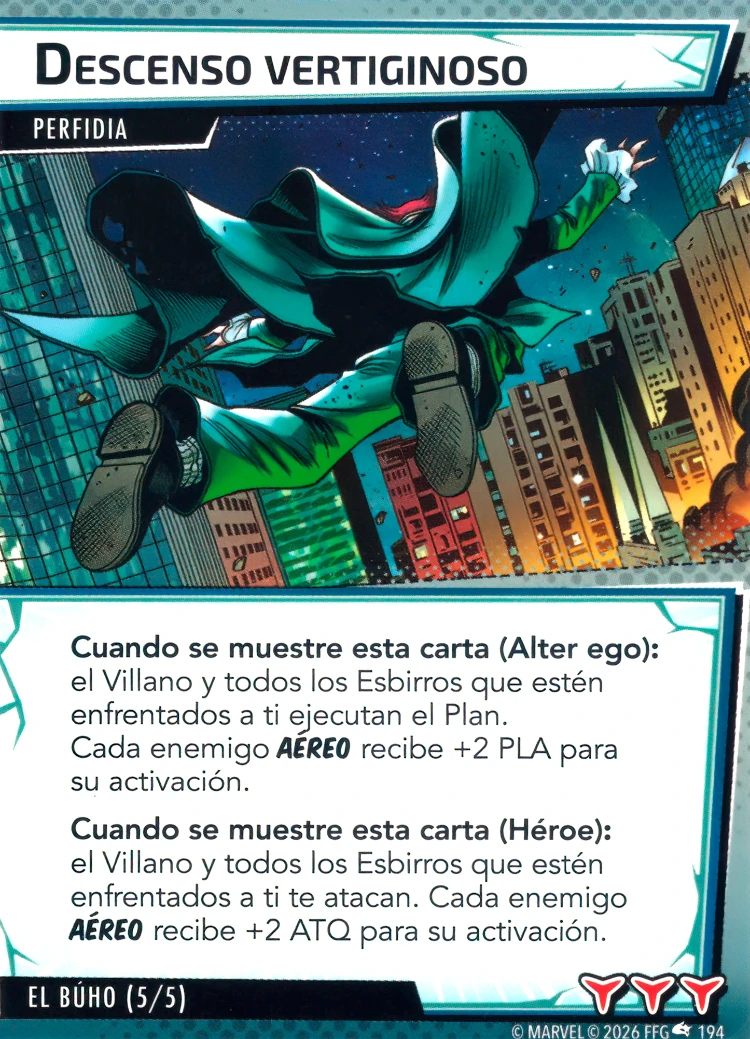 DESCENSO VERTIGINOSO
PERFIDIA
Cuando se muestre esta carta (Alter ego):
el Villano y todos los Esbirros que estén
enfrentados a ti ejecutan el Plan.
Cada enemigo AÉREO recibe +2 PLA para
su activación.
Cuando se muestre esta carta (Héroe):
el Villano y todos los Esbirros que estén
enfrentados a ti te atacan. Cada enemigo
AÉREO recibe +2 ATQ para su activación.
EL BÚHO (5/5)
© MARVEL © 2026 FFG 194